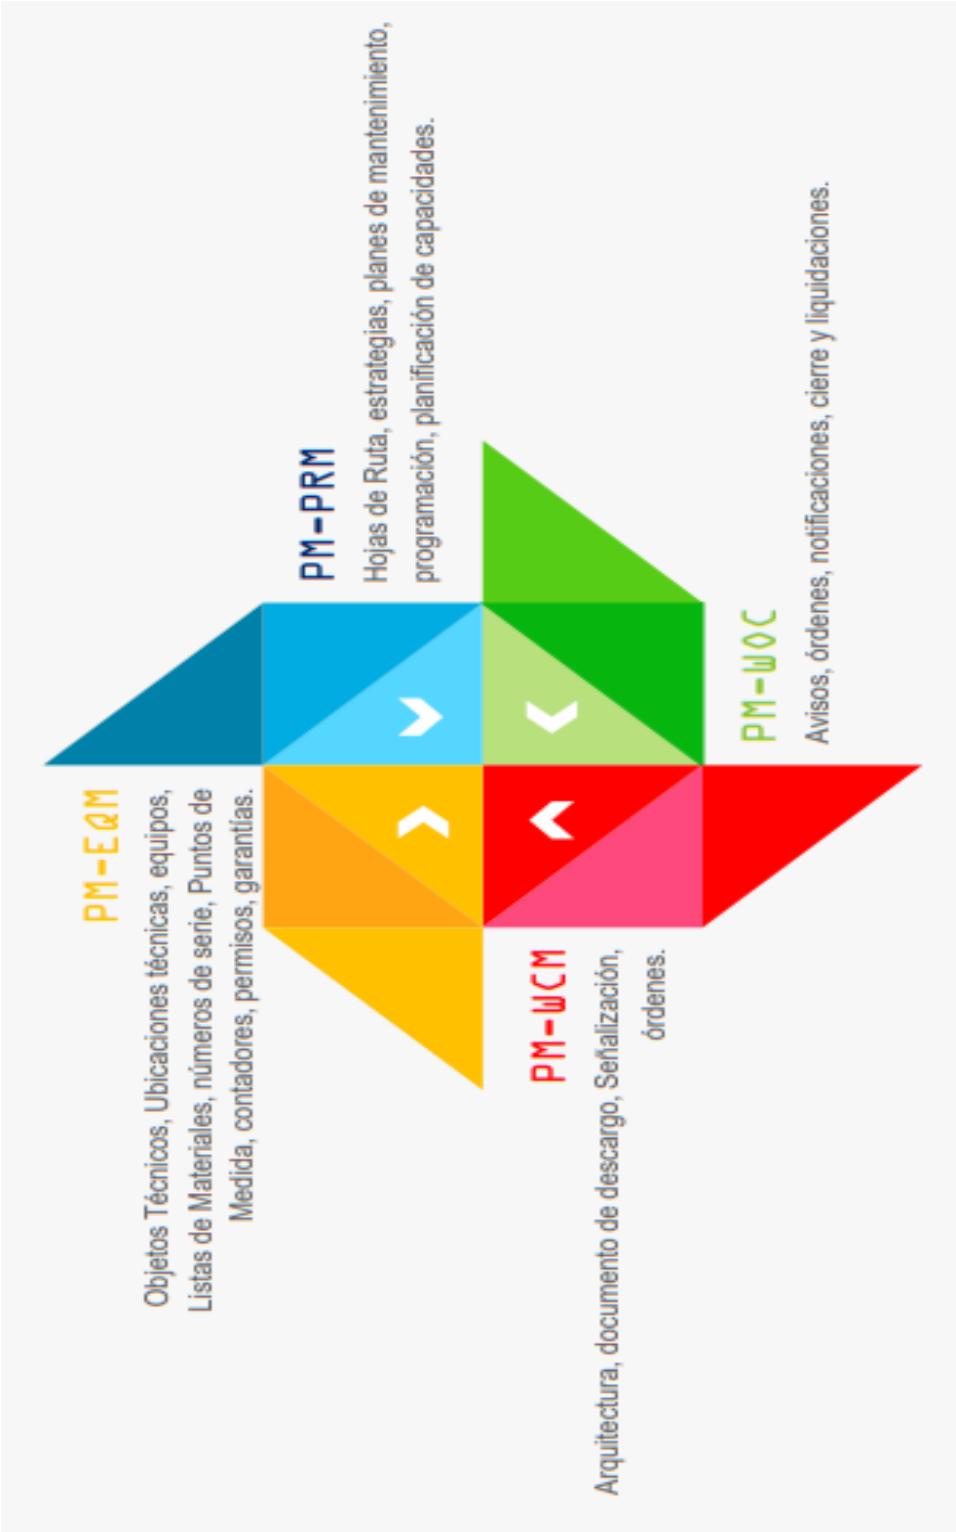 PM-EQM
Objetos Técnicos, Ubicaciones técnicas, equipos,
Listas de Materiales, números de serie, Puntos de
Medida, contadores, permisos, garantías.
PM-PRM
Hojas de Ruta, estrategias, planes de mantenimiento,
programación, planificación de capacidades.
PM-WCM
Arquitectura, documento de descargo, Señalización,
órdenes.
PM-WOC
Avisos, órdenes, notificaciones, cierre y liquidaciones.